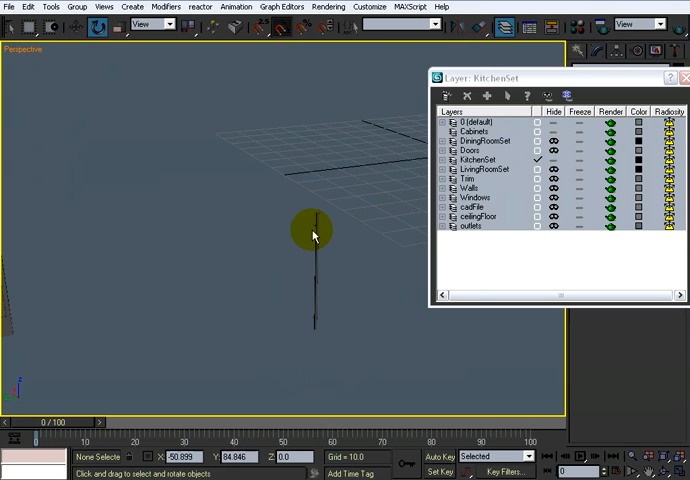 File Edit Tools Group Views Create Modifiers reactor Animation Graph Editors Rendering Customize MAXScript Help
View 2.5 View
Perspective
Layer: KitchenSet
Layers Hide Freeze Render Color Radiosity
0 (default)
Cabinets
DiningRoomSet
Doors
KitchenSet
LivingRoomSet
Trim
Walls
Windows
cadFile
ceilingFloor
outlets
z
0 / 100
0 10 20 30 40 50 60 70 80 90 100
None Selecte X: -50.899 Y: 84.846 Z: 0.0 Grid = 10.0 Auto Key Selected
Click and drag to select and rotate objects Add Time Tag Set Key Key Filters... 0